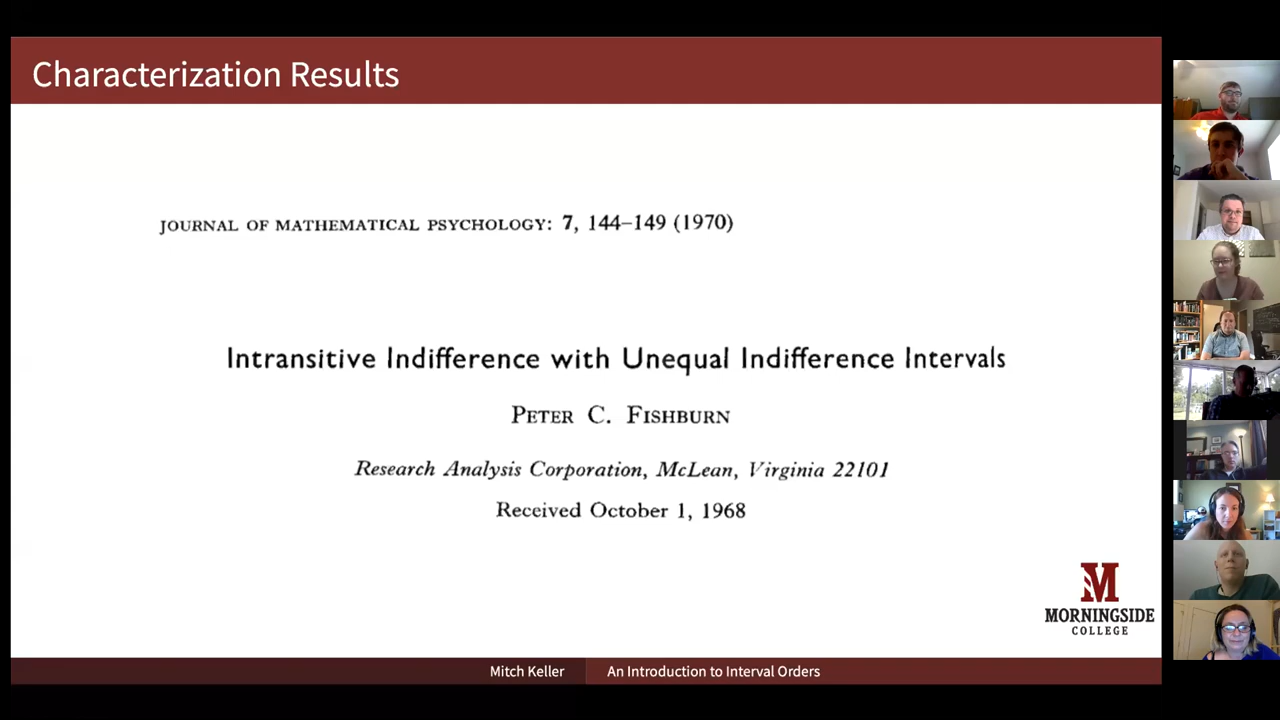 Characterization Results
JOURNAL OF MATHEMATICAL PSYCHOLOGY: 7, 144–149 (1970)
Intransitive Indifference with Unequal Indifference Intervals
PETER C. FISHBURN
Research Analysis Corporation, McLean, Virginia 22101
Received October 1, 1968
M
MORNINGSIDE
COLLEGE
Mitch Keller An Introduction to Interval Orders